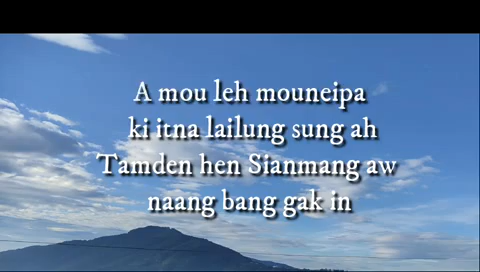 A mou leh mouneipa
ki itna lailung sung ah
Tamden hen Sianmang aw
naang bang gak in